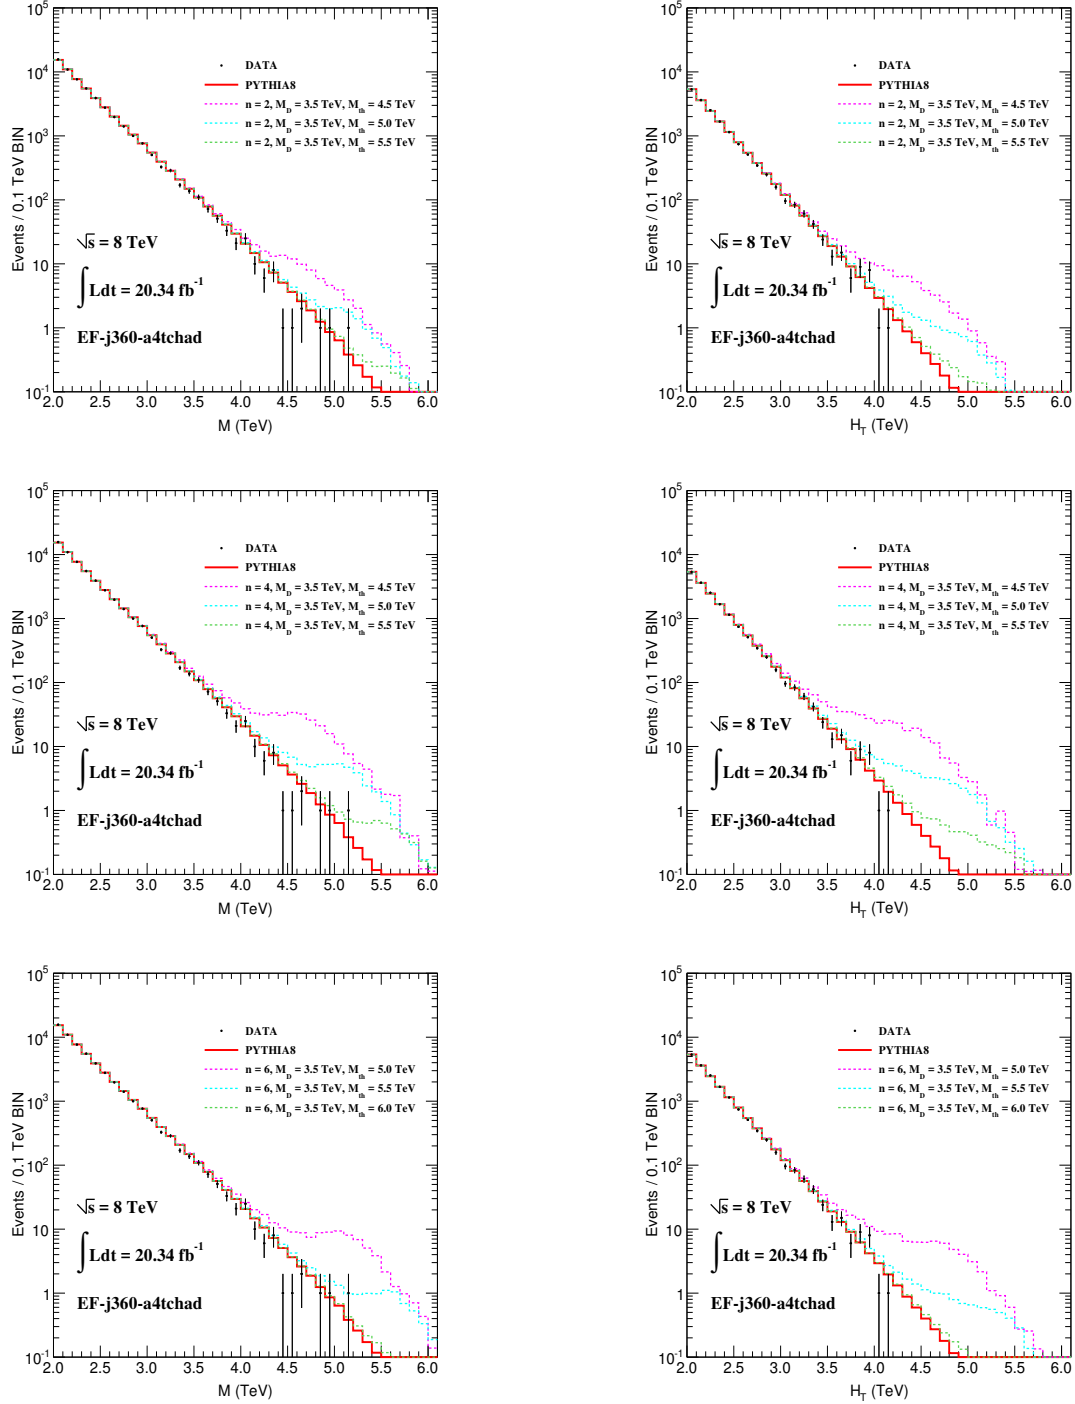 10^5
10^4
10^3
10^2
10
1
10^-1
Events / 0.1 TeV BIN
DATA
PYTHIA8
n = 2, M_D = 3.5 TeV, M_th = 4.5 TeV
n = 2, M_D = 3.5 TeV, M_th = 5.0 TeV
n = 2, M_D = 3.5 TeV, M_th = 5.5 TeV
√s = 8 TeV
∫Ldt = 20.34 fb^-1
EF-j360-a4tchad
2.0 2.5 3.0 3.5 4.0 4.5 5.0 5.5 6.0
M (TeV)
10^5
10^4
10^3
10^2
10
1
10^-1
Events / 0.1 TeV BIN
DATA
PYTHIA8
n = 2, M_D = 3.5 TeV, M_th = 4.5 TeV
n = 2, M_D = 3.5 TeV, M_th = 5.0 TeV
n = 2, M_D = 3.5 TeV, M_th = 5.5 TeV
√s = 8 TeV
∫Ldt = 20.34 fb^-1
EF-j360-a4tchad
2.0 2.5 3.0 3.5 4.0 4.5 5.0 5.5 6.0
H_T (TeV)
10^5
10^4
10^3
10^2
10
1
10^-1
Events / 0.1 TeV BIN
DATA
PYTHIA8
n = 4, M_D = 3.5 TeV, M_th = 4.5 TeV
n = 4, M_D = 3.5 TeV, M_th = 5.0 TeV
n = 4, M_D = 3.5 TeV, M_th = 5.5 TeV
√s = 8 TeV
∫Ldt = 20.34 fb^-1
EF-j360-a4tchad
2.0 2.5 3.0 3.5 4.0 4.5 5.0 5.5 6.0
M (TeV)
10^5
10^4
10^3
10^2
10
1
10^-1
Events / 0.1 TeV BIN
DATA
PYTHIA8
n = 4, M_D = 3.5 TeV, M_th = 4.5 TeV
n = 4, M_D = 3.5 TeV, M_th = 5.0 TeV
n = 4, M_D = 3.5 TeV, M_th = 5.5 TeV
√s = 8 TeV
∫Ldt = 20.34 fb^-1
EF-j360-a4tchad
2.0 2.5 3.0 3.5 4.0 4.5 5.0 5.5 6.0
H_T (TeV)
10^5
10^4
10^3
10^2
10
1
10^-1
Events / 0.1 TeV BIN
DATA
PYTHIA8
n = 6, M_D = 3.5 TeV, M_th = 5.0 TeV
n = 6, M_D = 3.5 TeV, M_th = 5.5 TeV
n = 6, M_D = 3.5 TeV, M_th = 6.0 TeV
√s = 8 TeV
∫Ldt = 20.34 fb^-1
EF-j360-a4tchad
2.0 2.5 3.0 3.5 4.0 4.5 5.0 5.5 6.0
M (TeV)
10^5
10^4
10^3
10^2
10
1
10^-1
Events / 0.1 TeV BIN
DATA
PYTHIA8
n = 6, M_D = 3.5 TeV, M_th = 5.0 TeV
n = 6, M_D = 3.5 TeV, M_th = 5.5 TeV
n = 6, M_D = 3.5 TeV, M_th = 6.0 TeV
√s = 8 TeV
∫Ldt = 20.34 fb^-1
EF-j360-a4tchad
2.0 2.5 3.0 3.5 4.0 4.5 5.0 5.5 6.0
H_T (TeV)